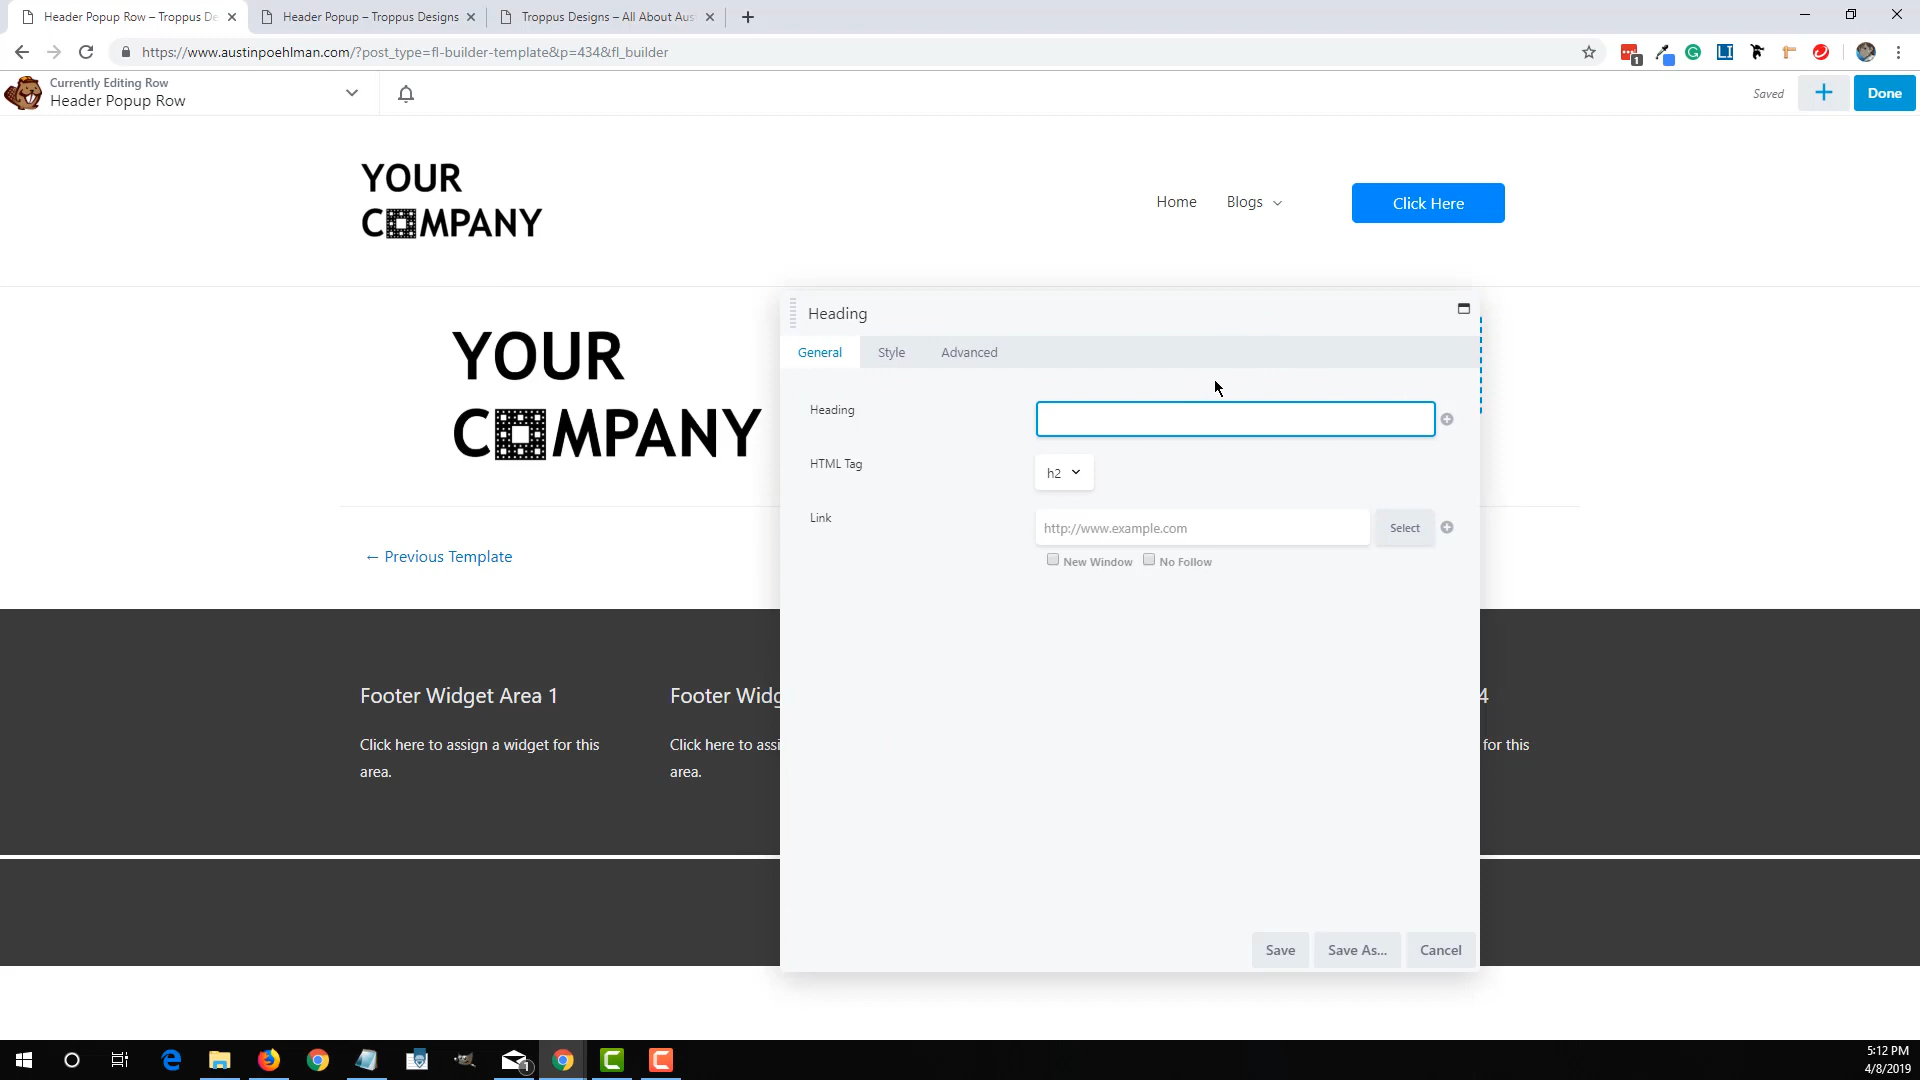 Header Popup Row – Troppus De
Header Popup – Troppus Designs
Troppus Designs – All About Aus
https://www.austinpoehlman.com/?post_type=fl-builder-template&p=434&fl_builder
1
Currently Editing Row
Header Popup Row
Saved
Done
YOUR
COMPANY
Home
Blogs
Click Here
YOUR
COMPANY
Heading
General
Style
Advanced
Heading
HTML Tag
h2
Link
http://www.example.com
Select
New Window
No Follow
← Previous Template
Footer Widget Area 1
Footer Widg
4
Click here to assign a widget for this
Click here to assi
for this
area.
area.
Save
Save As...
Cancel
1
5:12 PM
4/8/2019